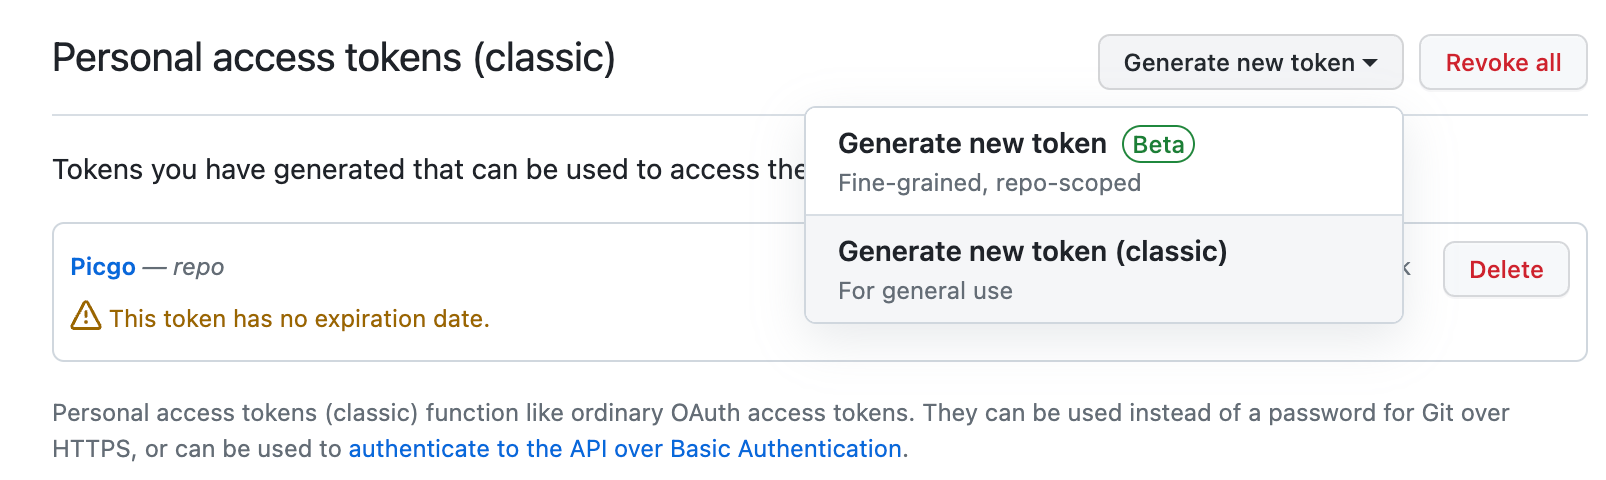 Personal access tokens (classic)
Generate new token
Revoke all
Generate new token Beta
Fine-grained, repo-scoped
Generate new token (classic)
For general use
Tokens you have generated that can be used to access the
Picgo — repo
Delete
This token has no expiration date.
Personal access tokens (classic) function like ordinary OAuth access tokens. They can be used instead of a password for Git over
HTTPS, or can be used to authenticate to the API over Basic Authentication.